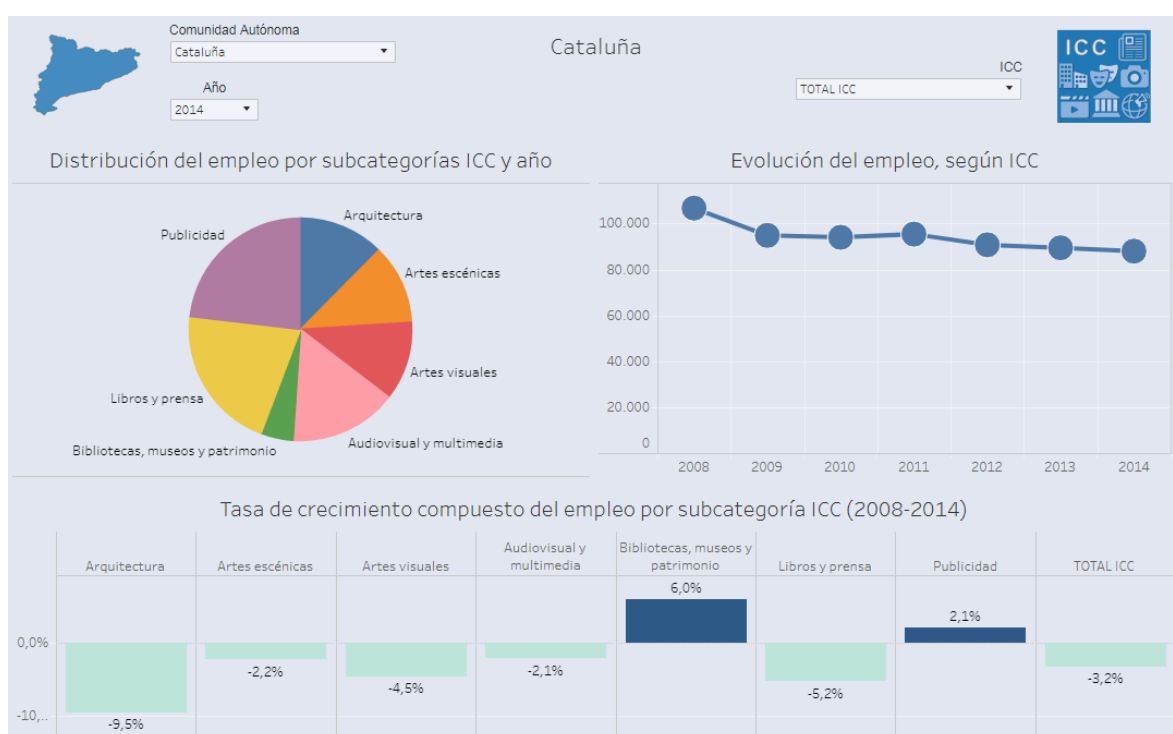 Comunidad Autónoma
Cataluña
Año
2014
Cataluña
ICC
TOTAL ICC
ICC
Distribución del empleo por subcategorías ICC y año
Arquitectura
Publicidad
Artes escénicas
Artes visuales
Libros y prensa
Audiovisual y multimedia
Bibliotecas, museos y patrimonio
Evolución del empleo, según ICC
100.000
80.000
60.000
40.000
20.000
0
2008 2009 2010 2011 2012 2013 2014
Tasa de crecimiento compuesto del empleo por subcategoría ICC (2008-2014)
Arquitectura
Artes escénicas
Artes visuales
Audiovisual y
multimedia
Bibliotecas, museos y
patrimonio
Libros y prensa
Publicidad
TOTAL ICC
6,0%
2,1%
0,0%
-2,2%
-4,5%
-2,1%
-5,2%
-3,2%
-10,..
-9,5%